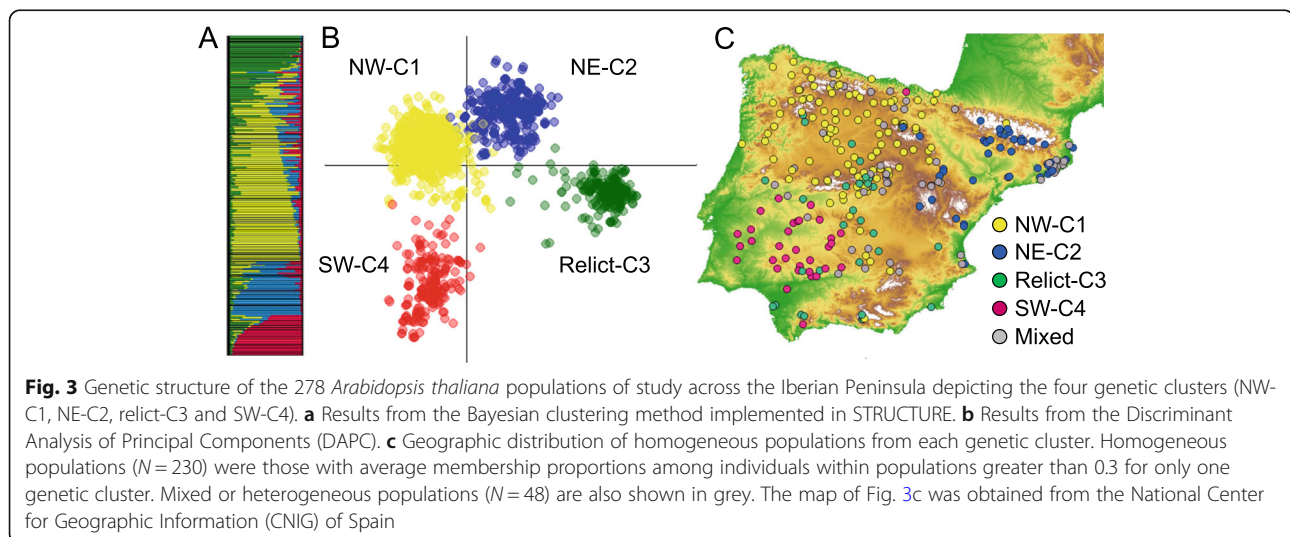 A
B
C
NW-C1
NE-C2
SW-C4
Relict-C3
NW-C1
NE-C2
Relict-C3
SW-C4
Mixed
Fig. 3 Genetic structure of the 278 Arabidopsis thaliana populations of study across the Iberian Peninsula depicting the four genetic clusters (NW-
C1, NE-C2, relict-C3 and SW-C4). a Results from the Bayesian clustering method implemented in STRUCTURE. b Results from the Discriminant
Analysis of Principal Components (DAPC). c Geographic distribution of homogeneous populations from each genetic cluster. Homogeneous
populations (N = 230) were those with average membership proportions among individuals within populations greater than 0.3 for only one
genetic cluster. Mixed or heterogeneous populations (N = 48) are also shown in grey. The map of Fig. 3c was obtained from the National Center
for Geographic Information (CNIG) of Spain